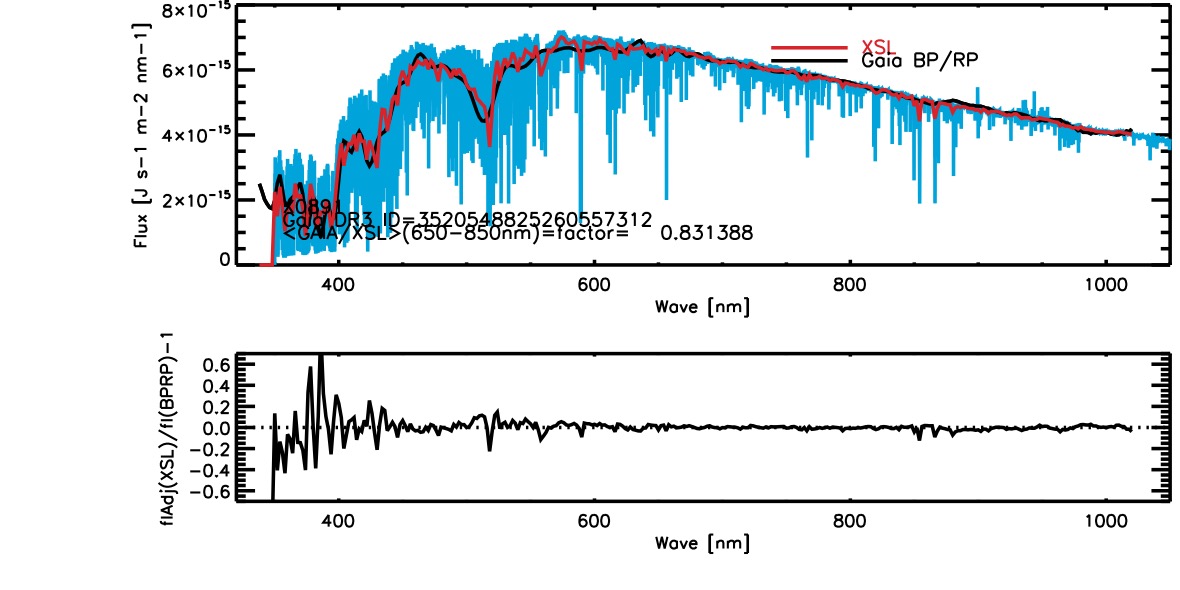 8×10−15
6×10−15
4×10−15
2×10−15
0
Flux [J s−1 m−2 nm−1]
XSL
Gaia BP/RP
X0891
Gaia DR3 ID=3520548825260557312
<GAIA/XSL>(650−850nm)=factor= 0.831388
400 600 800 1000
Wave [nm]
0.6
0.4
0.2
0.0
−0.2
−0.4
−0.6
flAdj(XSL)/fl(BPRP)−1
400 600 800 1000
Wave [nm]